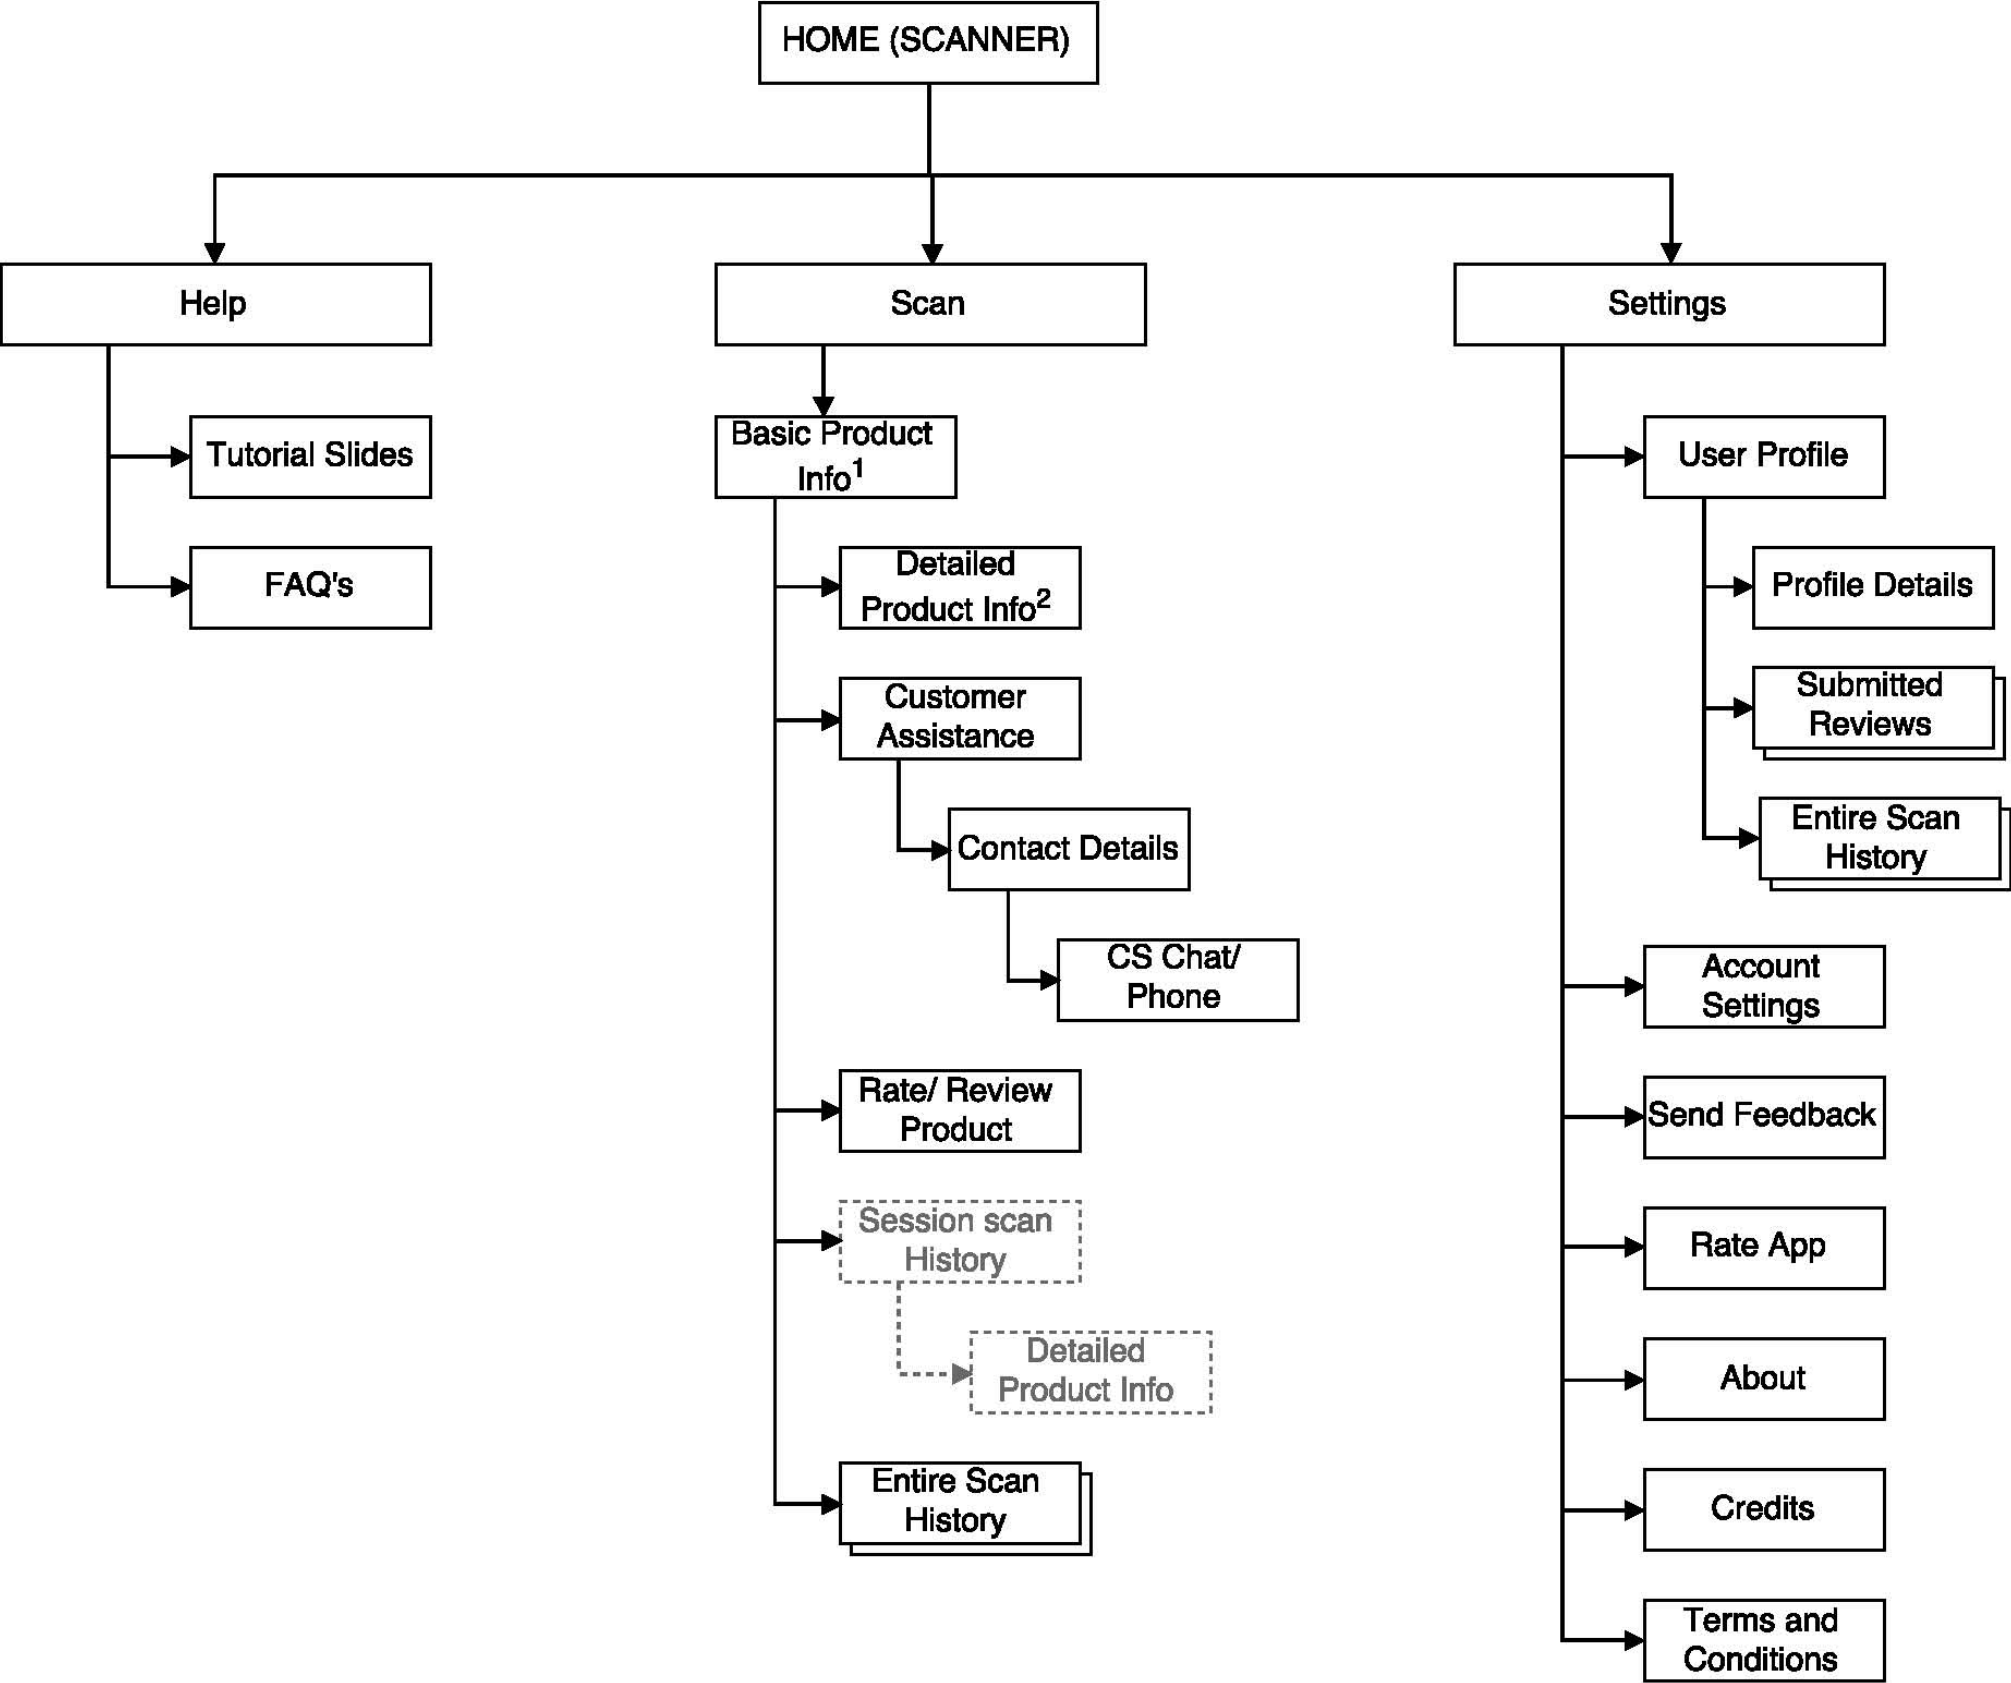 HOME (SCANNER)
Help
Tutorial Slides
FAQ's
Scan
Basic Product
Info¹
Detailed
Product Info²
Customer
Assistance
Contact Details
CS Chat/
Phone
Rate/ Review
Product
Session scan
History
Detailed
Product Info
Entire Scan
History
Settings
User Profile
Profile Details
Submitted
Reviews
Entire Scan
History
Account
Settings
Send Feedback
Rate App
About
Credits
Terms and
Conditions